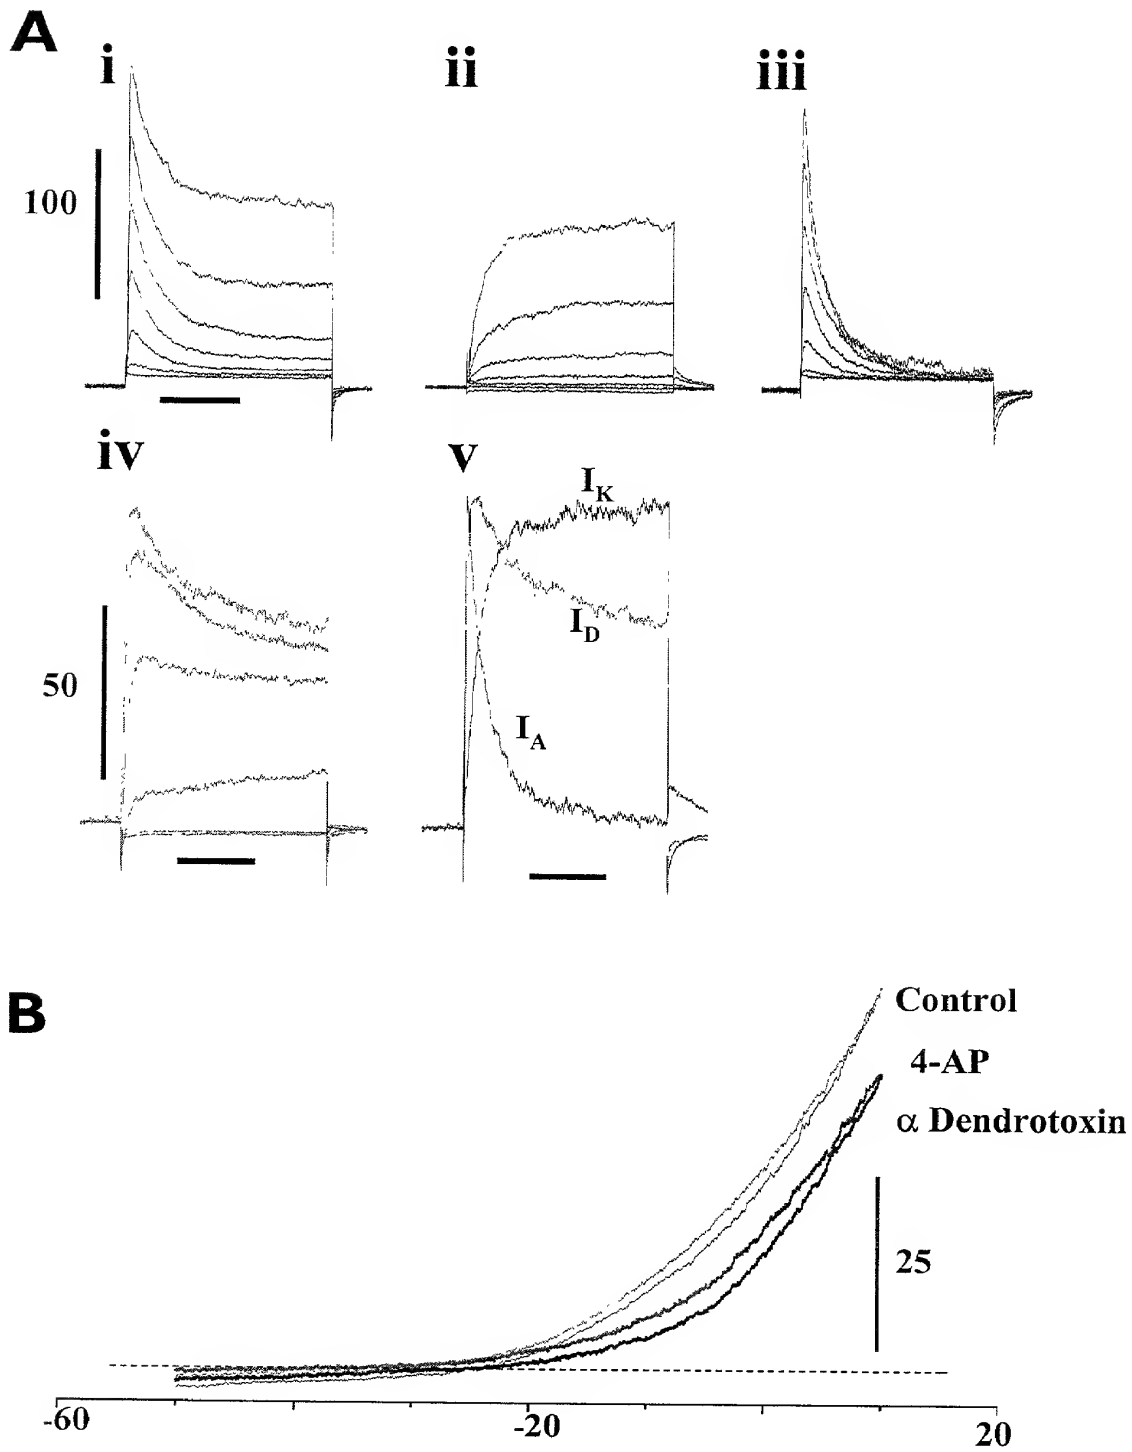 A
i
ii
iii
100
iv
v
I_K
50
I_D
I_A
B
Control
4-AP
α Dendrotoxin
25
-60
-20
20